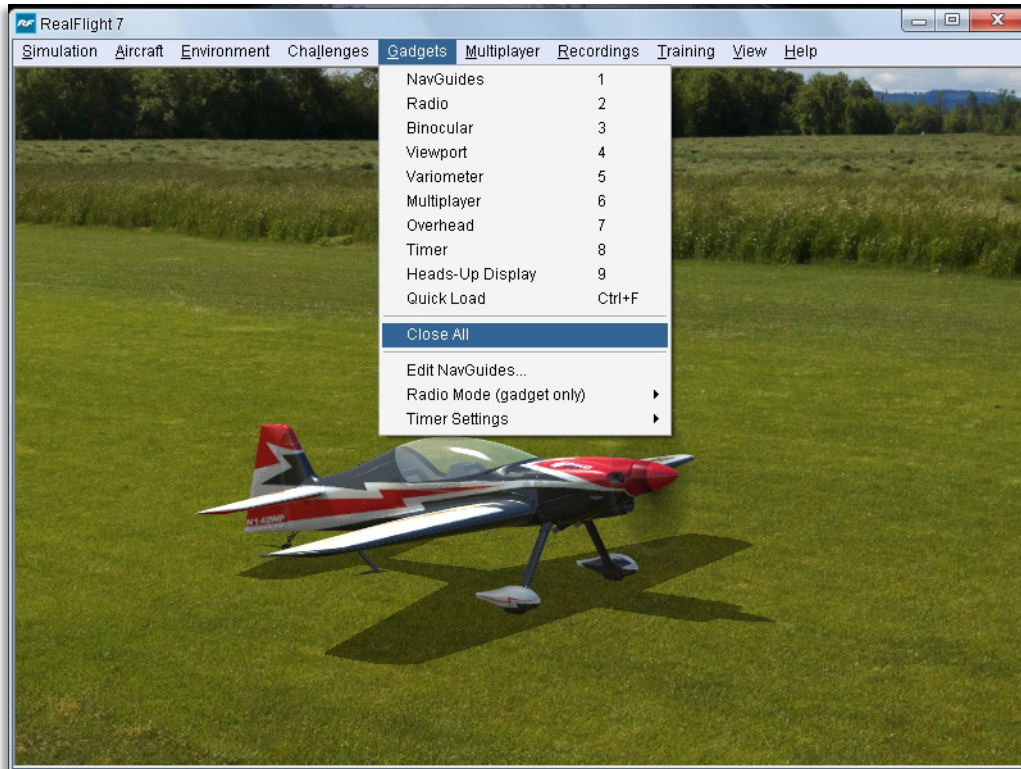 RF RealFlight 7
Simulation Aircraft Environment Challenges Gadgets Multiplayer Recordings Training View Help
NavGuides 1
Radio 2
Binocular 3
Viewport 4
Variometer 5
Multiplayer 6
Overhead 7
Timer 8
Heads-Up Display 9
Quick Load Ctrl+F
Close All
Edit NavGuides...
Radio Mode (gadget only)
Timer Settings
N142WP